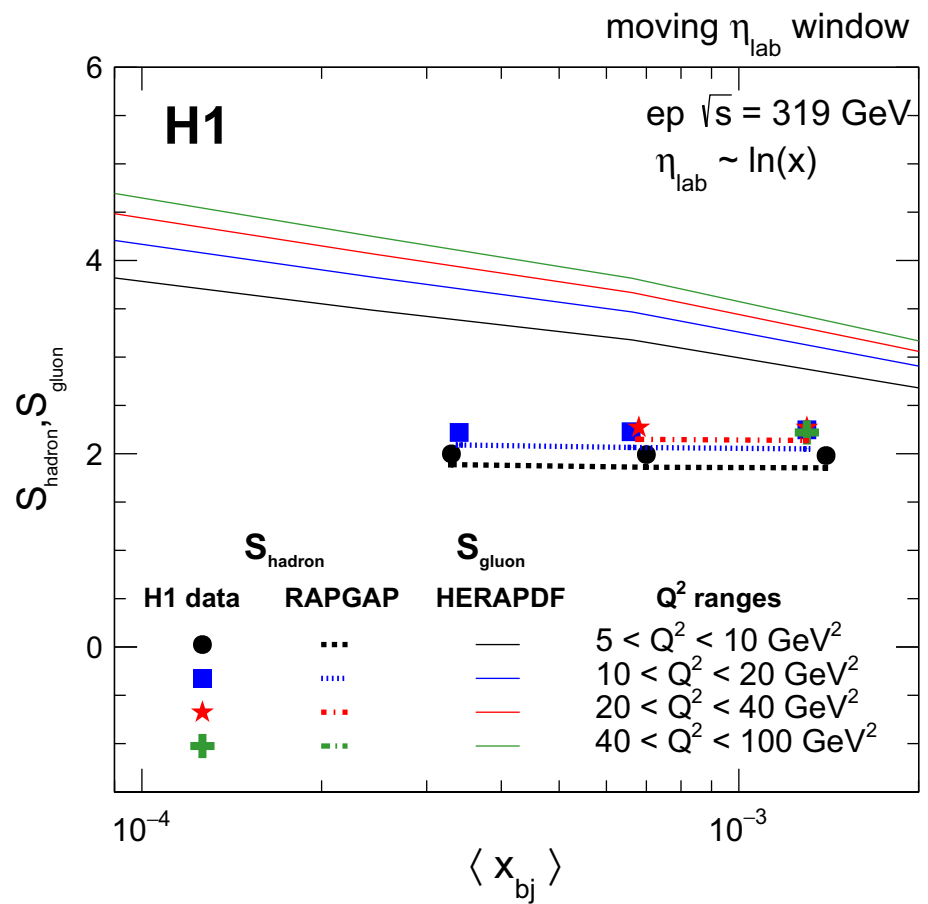 moving η_lab window
H1
ep √s = 319 GeV
η_lab ~ ln(x)
6
4
2
0
S_hadron,S_gluon
S_hadron S_gluon
H1 data RAPGAP HERAPDF Q² ranges
5 < Q² < 10 GeV²
10 < Q² < 20 GeV²
20 < Q² < 40 GeV²
40 < Q² < 100 GeV²
10⁻⁴ 10⁻³
⟨ x_bj ⟩